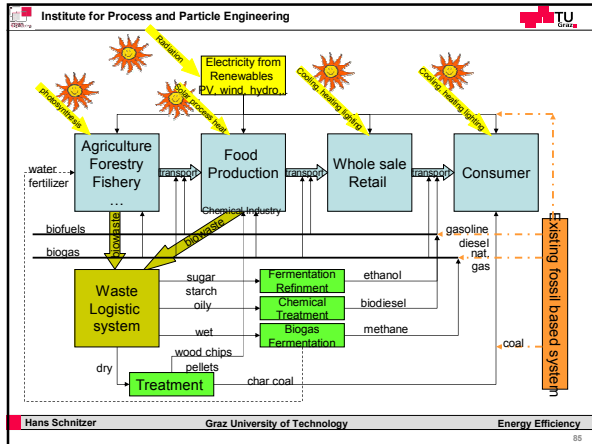 Institute for Process and Particle Engineering
TU
Graz
Radiation
Electricity from
Renewables
PV, wind, hydro...
photosynthesis
Solar process heat
Cooling, heating lighting
Cooling, heating lighting
water
fertilizer
Agriculture
Forestry
Fishery
...
transport
Food
Production
Chemical Industry
transport
Whole sale
Retail
transport
Consumer
biofuels
biogas
biowaste
biowaste
gasoline
diesel
nat.
gas
Existing fossil based system
Waste
Logistic
system
sugar
starch
oily
wet
Fermentation
Refinment
Chemical
Treatment
Biogas
Fermentation
ethanol
biodiesel
methane
coal
dry
wood chips
pellets
Treatment
char coal
Hans Schnitzer
Graz University of Technology
Energy Efficiency
85